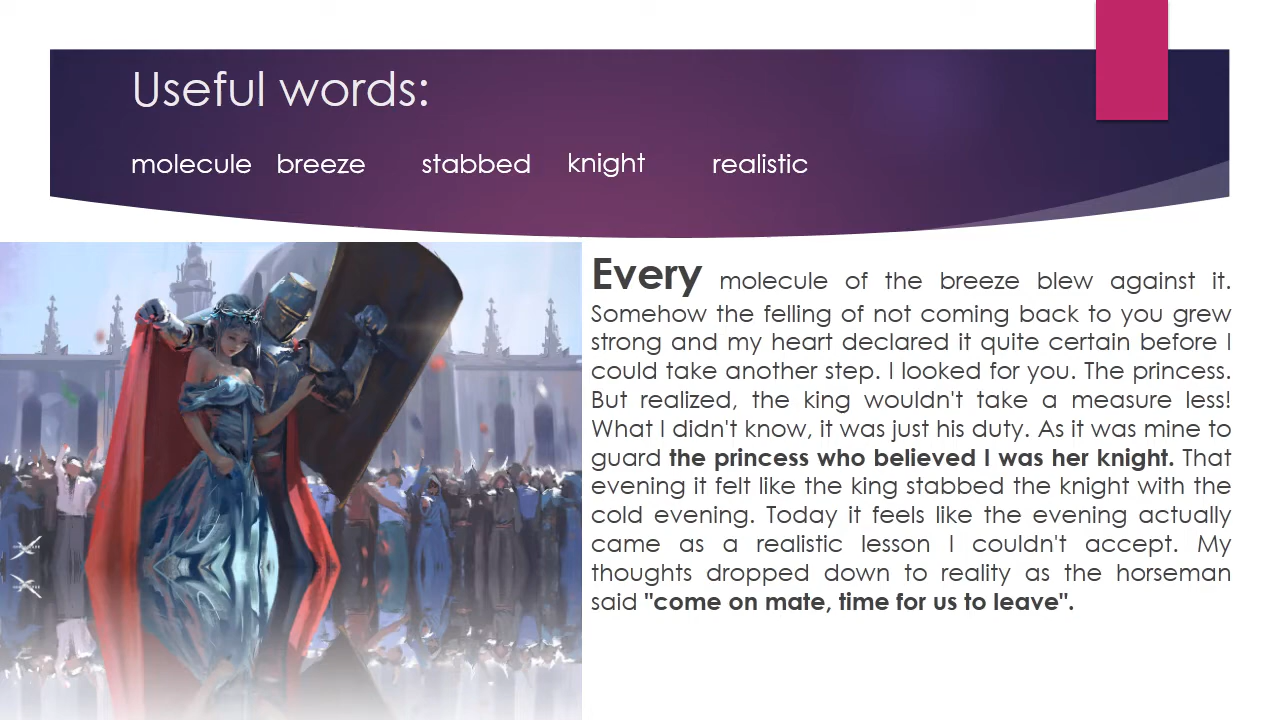 Useful words:
molecule breeze stabbed knight realistic
Every molecule of the breeze blew against it.
Somehow the felling of not coming back to you grew
strong and my heart declared it quite certain before I
could take another step. I looked for you. The princess.
But realized, the king wouldn't take a measure less!
What I didn't know, it was just his duty. As it was mine to
guard the princess who believed I was her knight. That
evening it felt like the king stabbed the knight with the
cold evening. Today it feels like the evening actually
came as a realistic lesson I couldn't accept. My
thoughts dropped down to reality as the horseman
said "come on mate, time for us to leave".